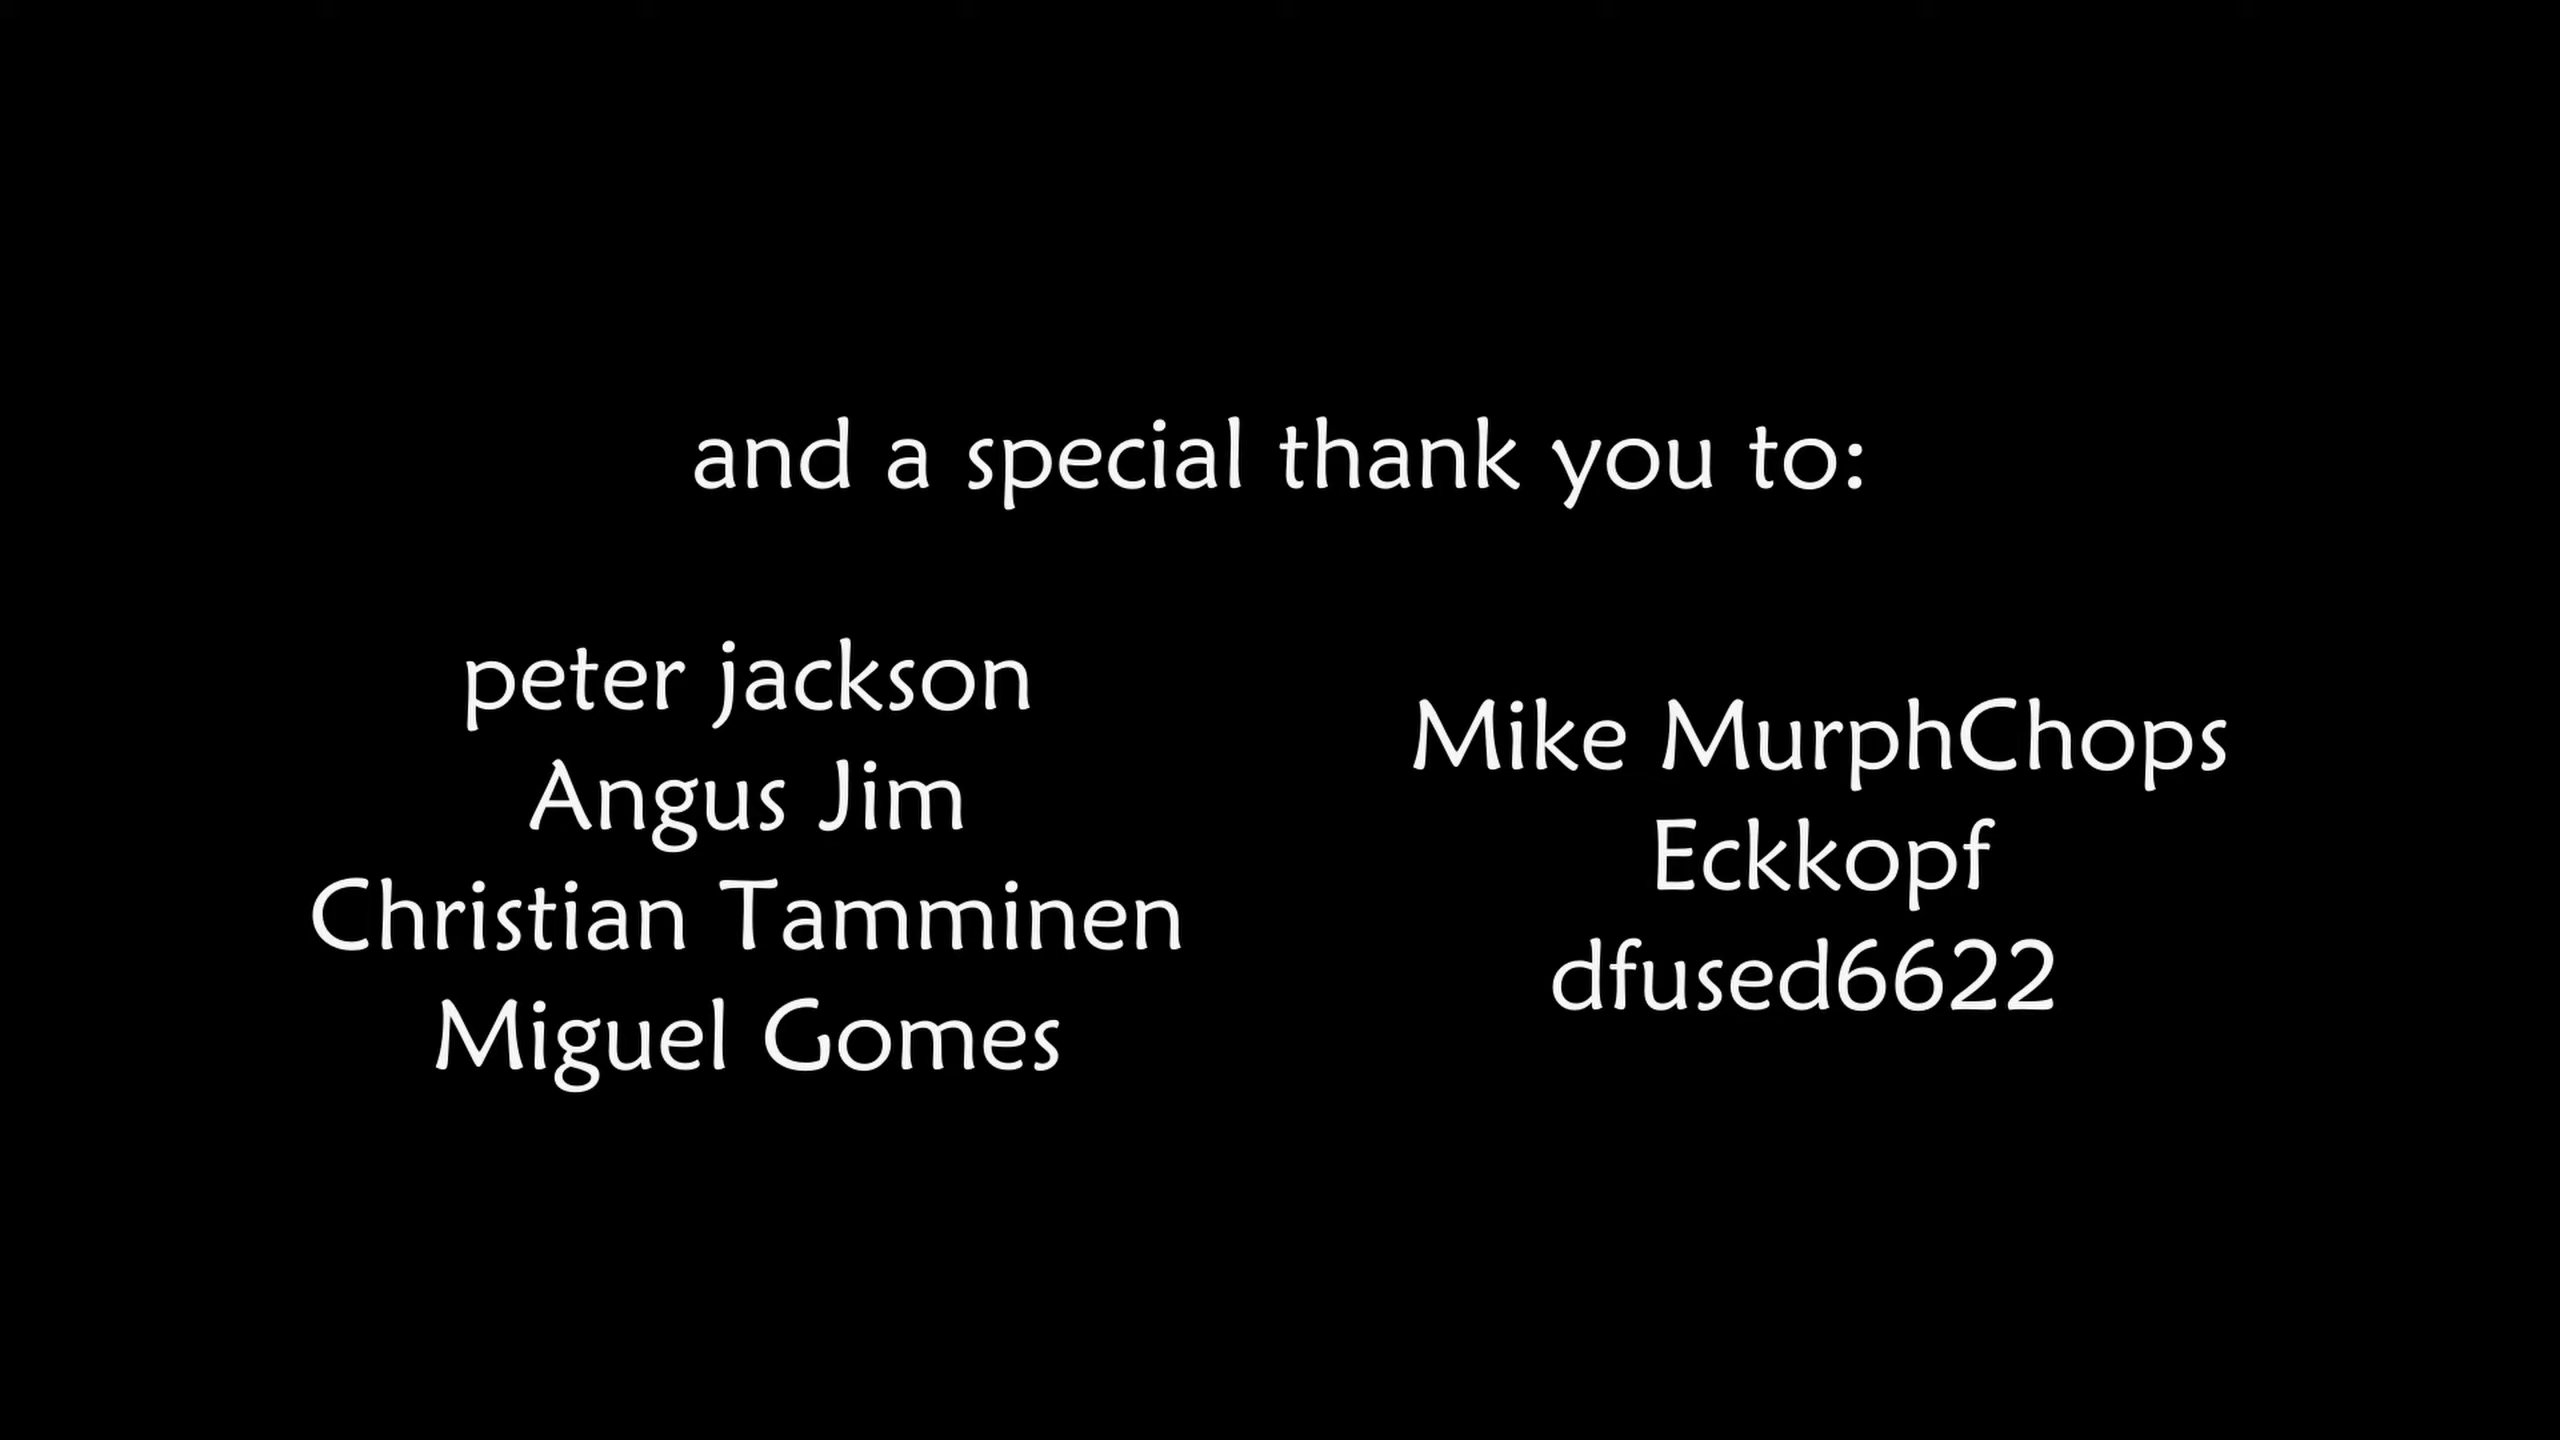 and a special thank you to:
peter jackson
Angus Jim
Christian Tamminen
Miguel Gomes
Mike MurphChops
Eckkopf
dfused6622